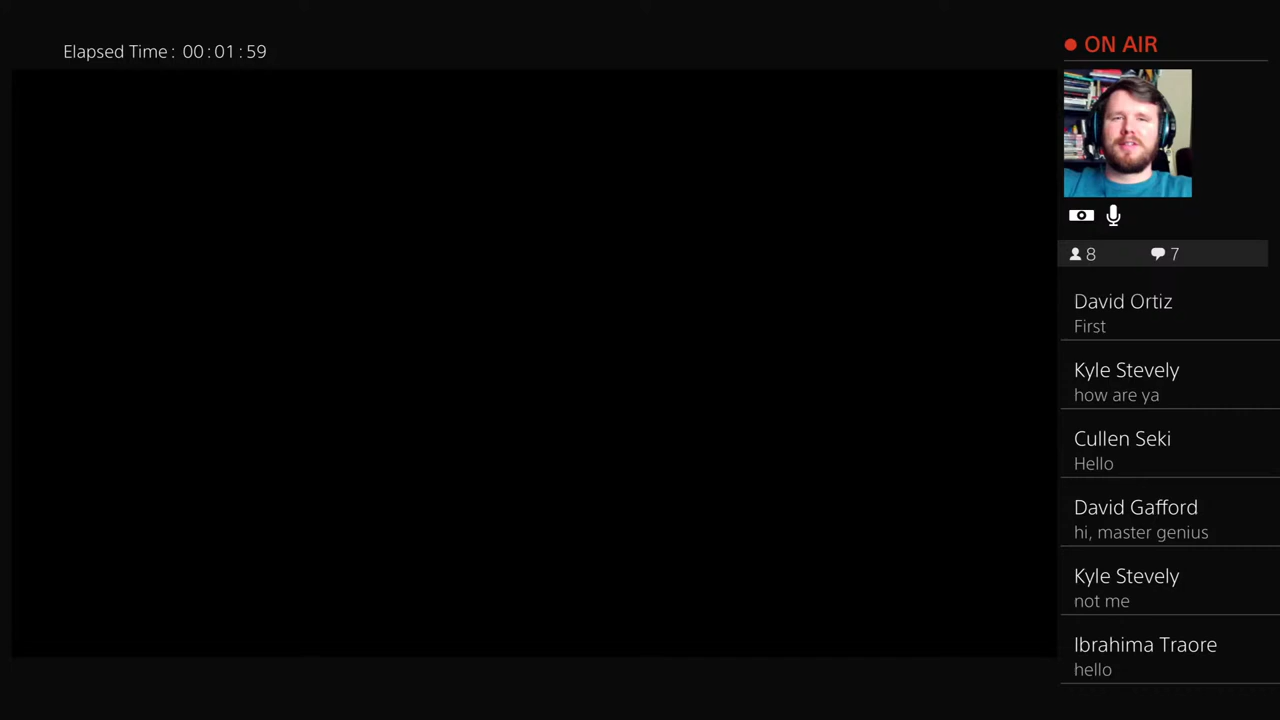 Elapsed Time: 00:01:59
ON AIR
8 7
David Ortiz
First
Kyle Stevely
how are ya
Cullen Seki
Hello
David Gafford
hi, master genius
Kyle Stevely
not me
Ibrahima Traore
hello